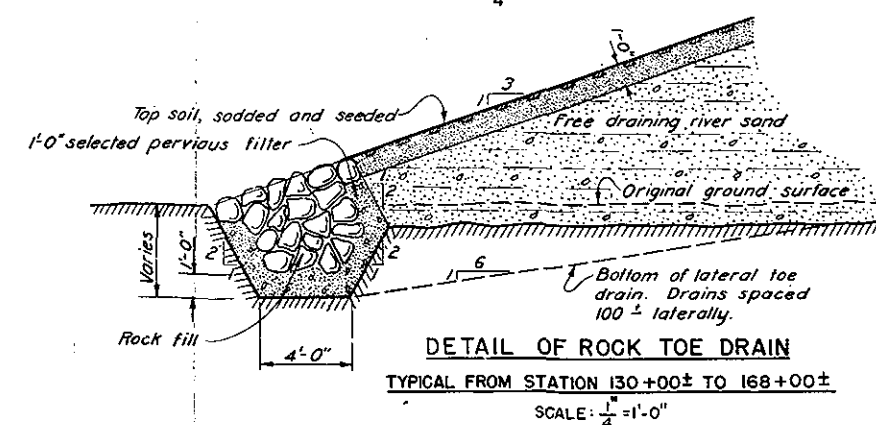 4
1'-0"
3
1
Top soil, sodded and seeded
1'-0" selected pervious filter
Free draining river sand
Original ground surface
2
1
2
1
Varies
1'-0"
2
6
1
Bottom of lateral toe
drain. Drains spaced
100 ± laterally.
Rock fill
4'-0"
DETAIL OF ROCK TOE DRAIN
TYPICAL FROM STATION 130+00± TO 168+00±
SCALE: 1/4" = 1'-0"